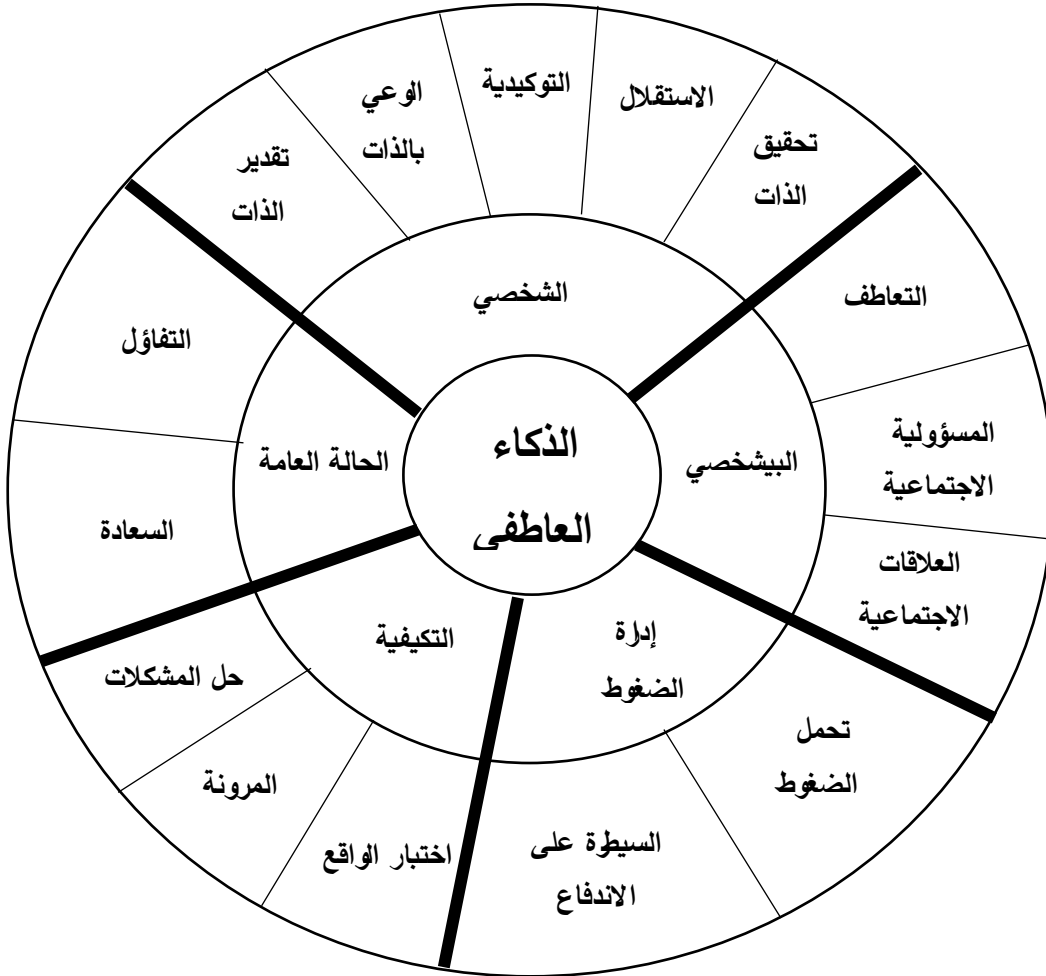 التوكيدية
الاستقلال
الوعي
بالذات
تحقيق
الذات
تقدير
الذات
الشخصي
التعاطف
التفاؤل
المسؤولية
الاجتماعية
البيشخصي
الذكاء
العاطفي
الحالة العامة
السعادة
العلاقات
الاجتماعية
إدارة
الضغوط
التكيفية
حل المشكلات
تحمل
الضغوط
المرونة
السيطرة على
الاندفاع
اختبار الواقع